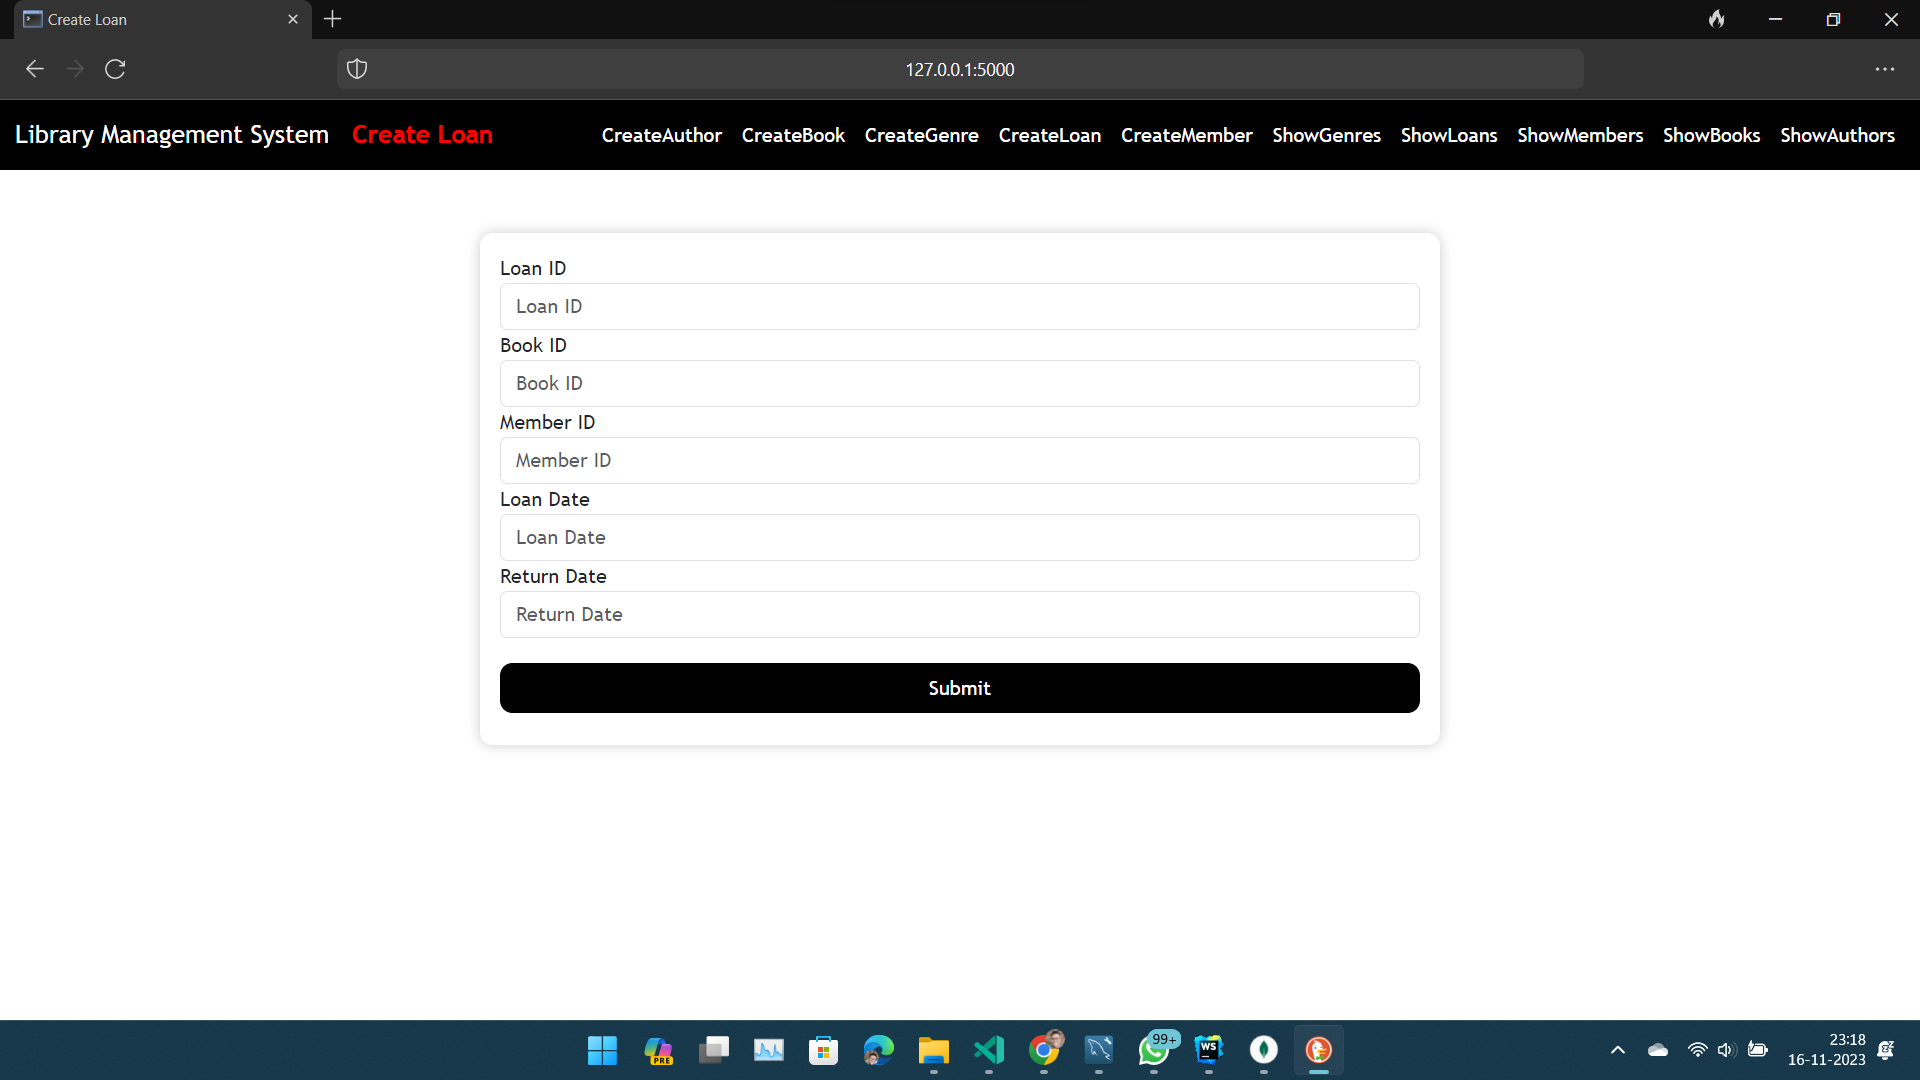 Create Loan
127.0.0.1:5000
Library Management System Create Loan CreateAuthor CreateBook CreateGenre CreateLoan CreateMember ShowGenres ShowLoans ShowMembers ShowBooks ShowAuthors
Loan ID
Loan ID
Book ID
Book ID
Member ID
Member ID
Loan Date
Loan Date
Return Date
Return Date
Submit
PRE
99+
WS
23:18
16-11-2023